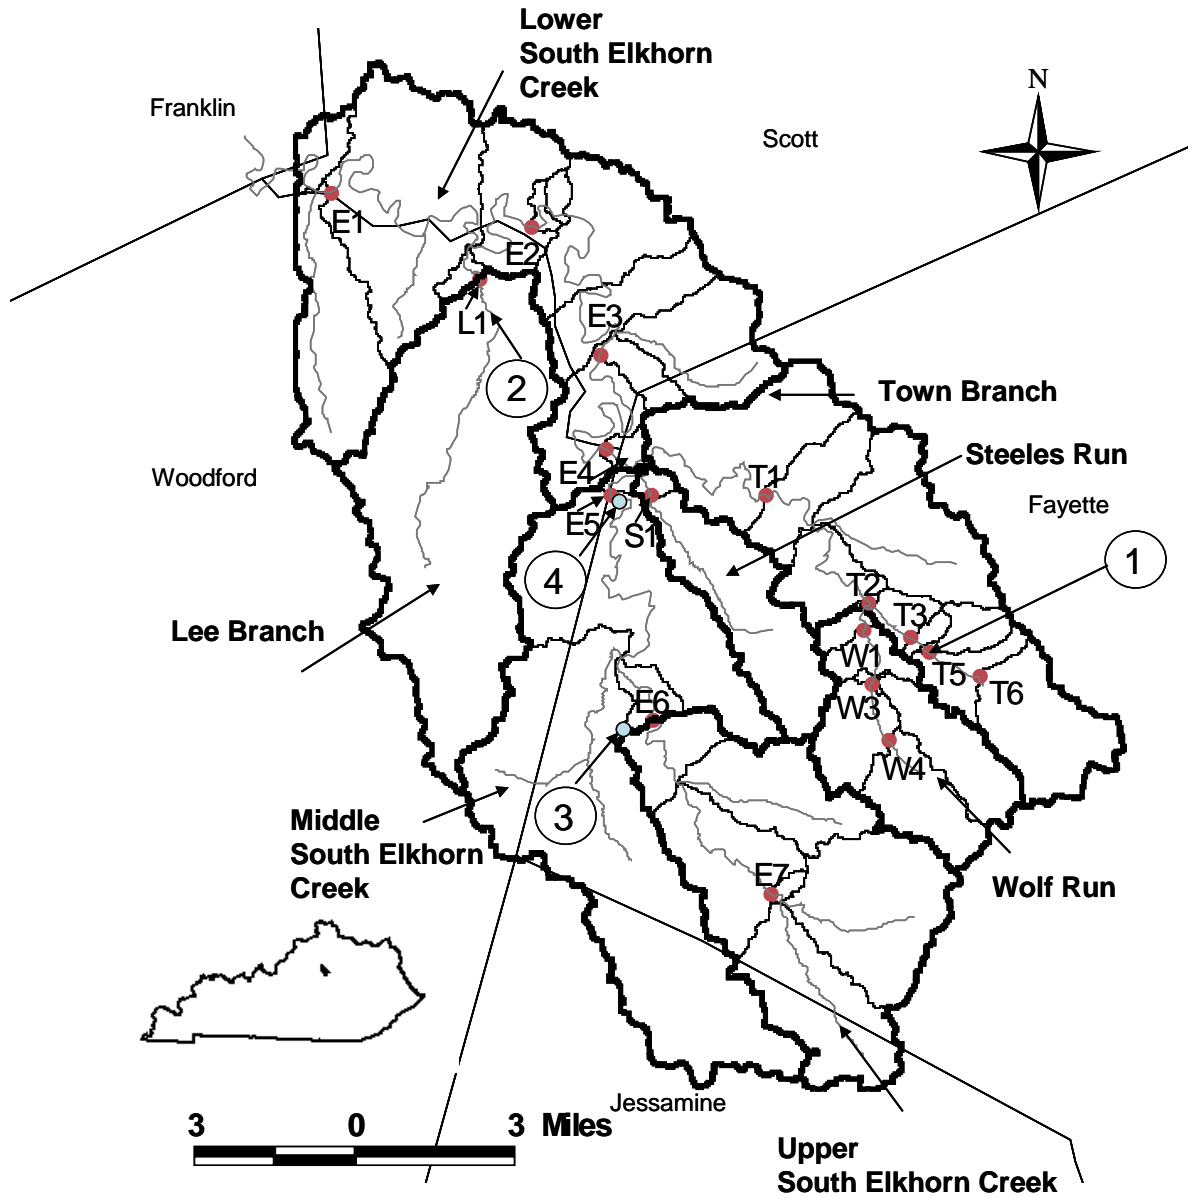 Lower
South Elkhorn
Creek
Franklin
N
Scott
E1
E2
L1
E3
2
Town Branch
Steeles Run
Woodford
E4
T1
Fayette
E5
S1
1
4
T2
T3
Lee Branch
W1
T5
T6
W3
E6
W4
3
Middle
South Elkhorn
Creek
E7
Wolf Run
Jessamine
3 0 3 Miles
Upper
South Elkhorn Creek